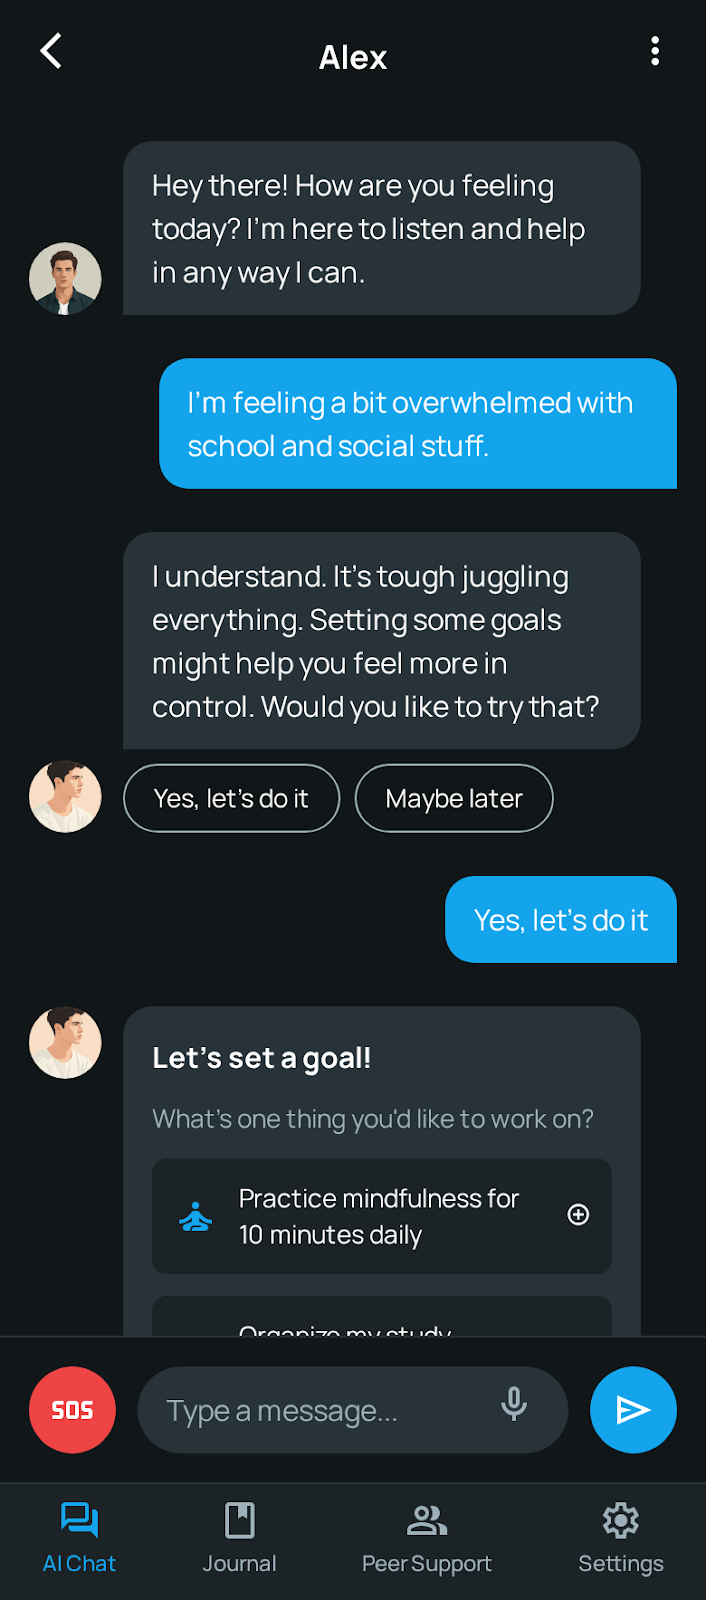 Alex
Hey there! How are you feeling
today? I'm here to listen and help
in any way I can.
I'm feeling a bit overwhelmed with
school and social stuff.
I understand. It's tough juggling
everything. Setting some goals
might help you feel more in
control. Would you like to try that?
Yes, let's do it
Maybe later
Yes, let's do it
Let's set a goal!
What's one thing you'd like to work on?
Practice mindfulness for
10 minutes daily
Organize my study
SOS
Type a message...
AI Chat
Journal
Peer Support
Settings